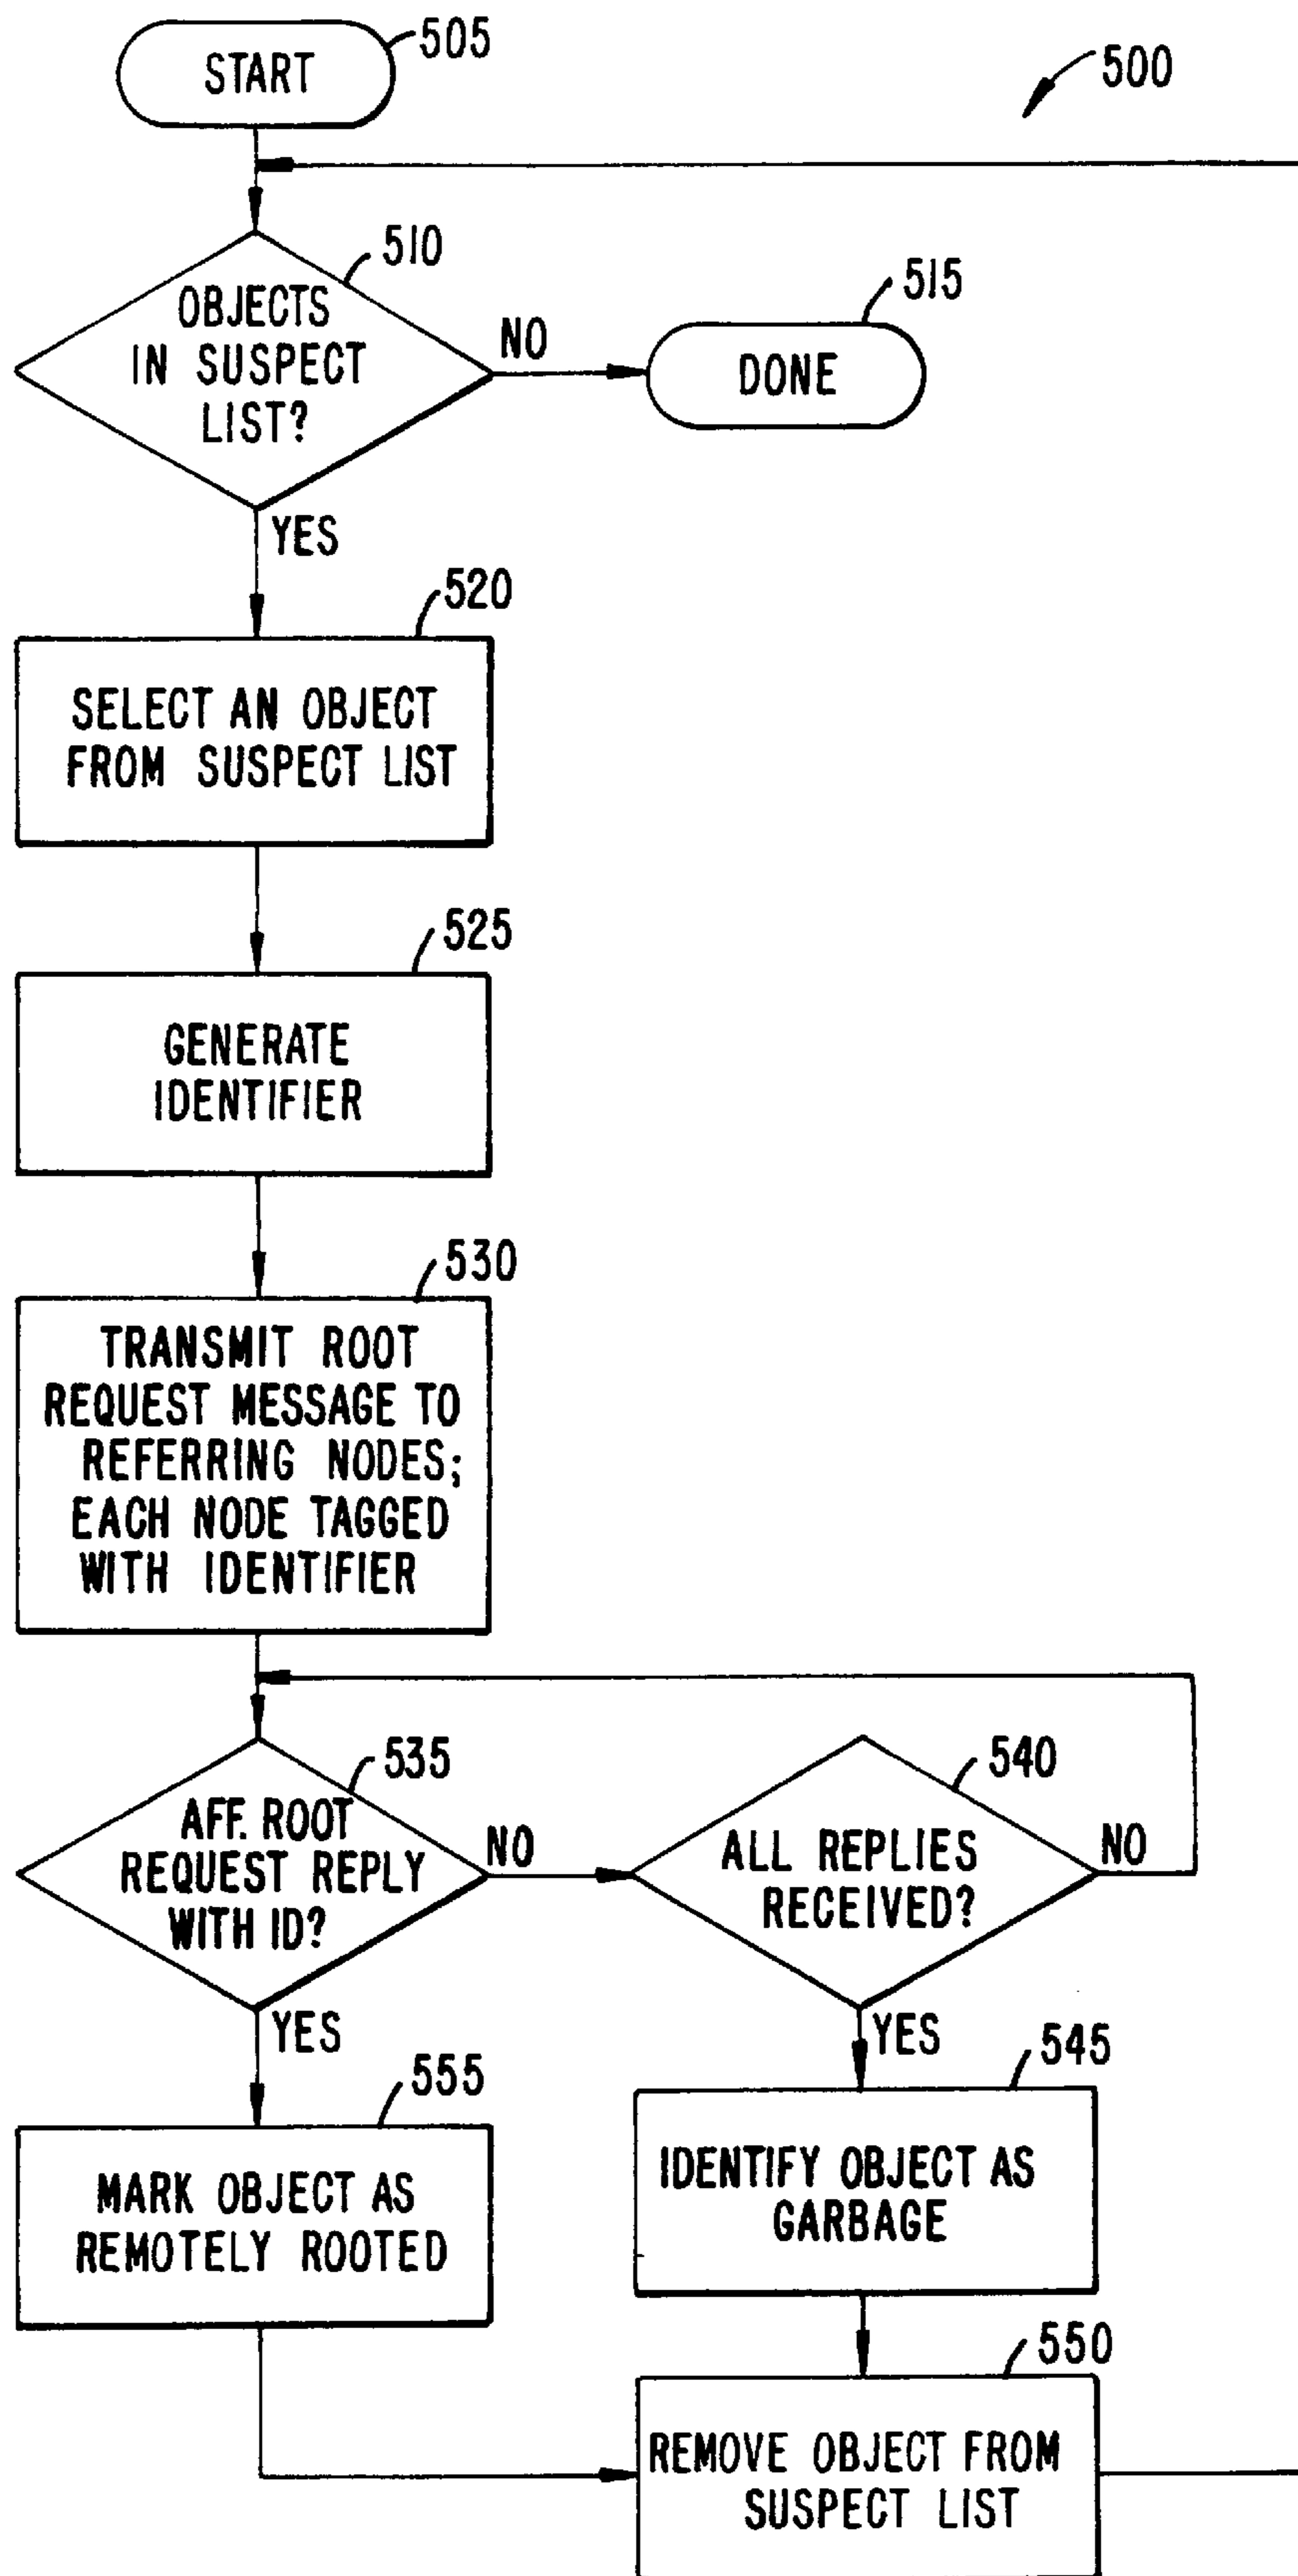 START
505
500
510
OBJECTS
IN SUSPECT
LIST?
NO
515
DONE
YES
520
SELECT AN OBJECT
FROM SUSPECT LIST
525
GENERATE
IDENTIFIER
530
TRANSMIT ROOT
REQUEST MESSAGE TO
REFERRING NODES;
EACH NODE TAGGED
WITH IDENTIFIER
535
AFF. ROOT
REQUEST REPLY
WITH ID?
NO
540
ALL REPLIES
RECEIVED?
NO
YES
YES
555
MARK OBJECT AS
REMOTELY ROOTED
545
IDENTIFY OBJECT AS
GARBAGE
550
REMOVE OBJECT FROM
SUSPECT LIST